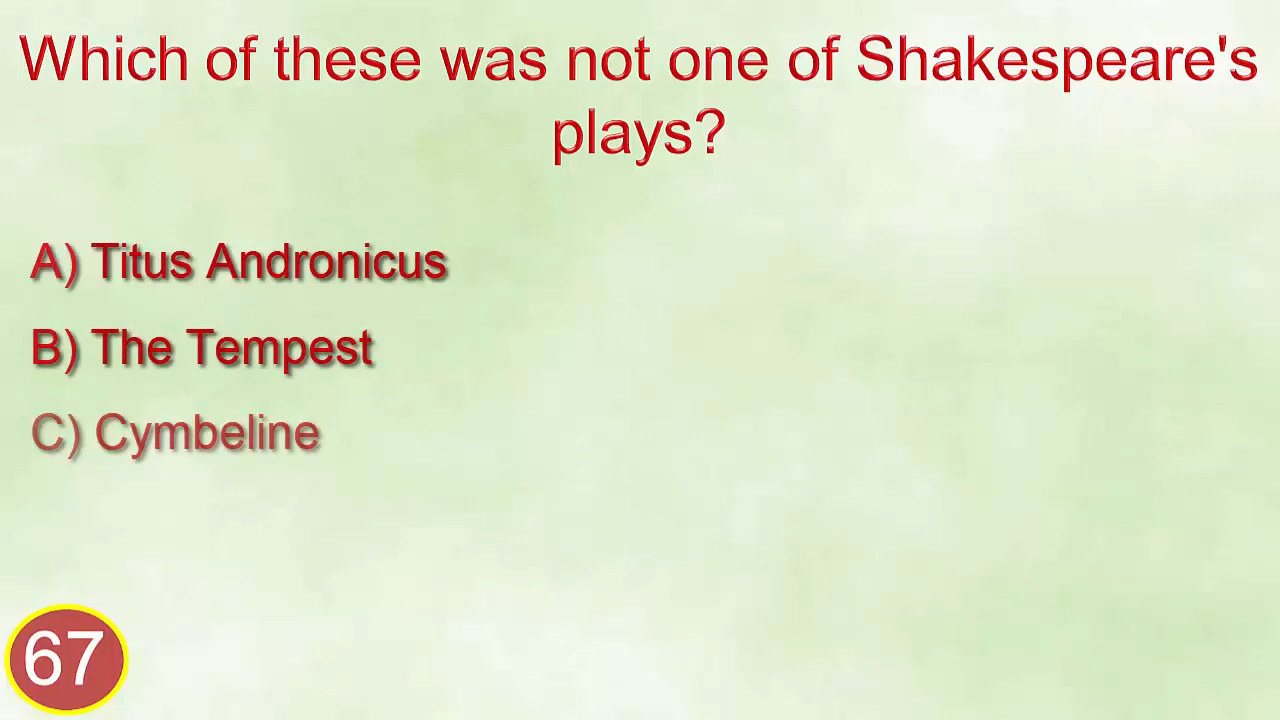 Which of these was not one of Shakespeare's
plays?
A) Titus Andronicus
B) The Tempest
C) Cymbeline
67